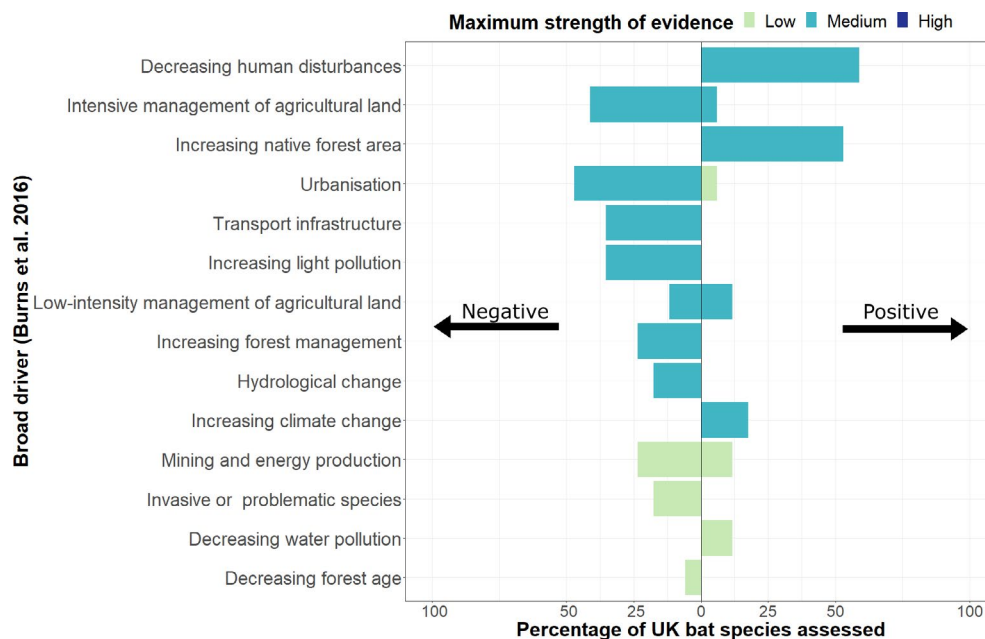 Maximum strength of evidence Low Medium High
Decreasing human disturbances
Intensive management of agricultural land
Increasing native forest area
Urbanisation
Transport infrastructure
Increasing light pollution
Low-intensity management of agricultural land
Negative
Positive
Increasing forest management
Hydrological change
Increasing climate change
Mining and energy production
Invasive or problematic species
Decreasing water pollution
Decreasing forest age
Broad driver (Burns et al. 2016)
100 50 25 0 25 50 100
Percentage of UK bat species assessed